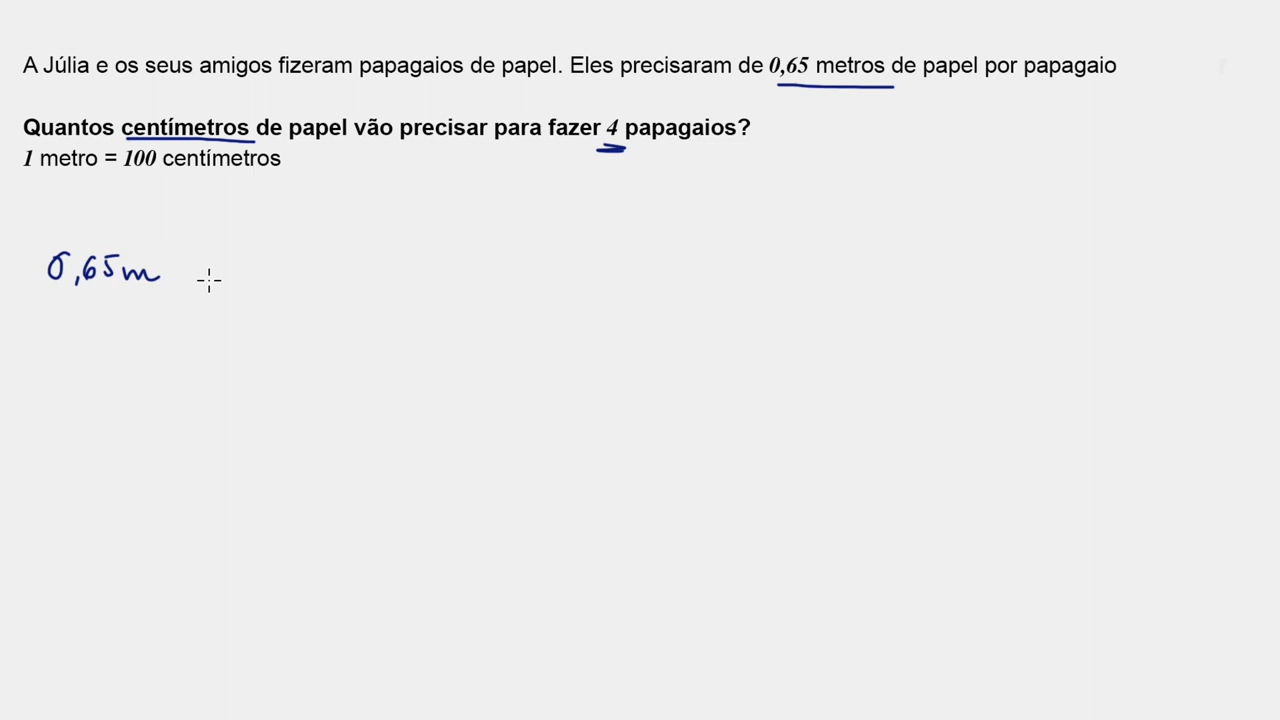 A Júlia e os seus amigos fizeram papagaios de papel. Eles precisaram de 0,65 metros de papel por papagaio
Quantos centímetros de papel vão precisar para fazer 4 papagaios?
1 metro = 100 centímetros
0,65m